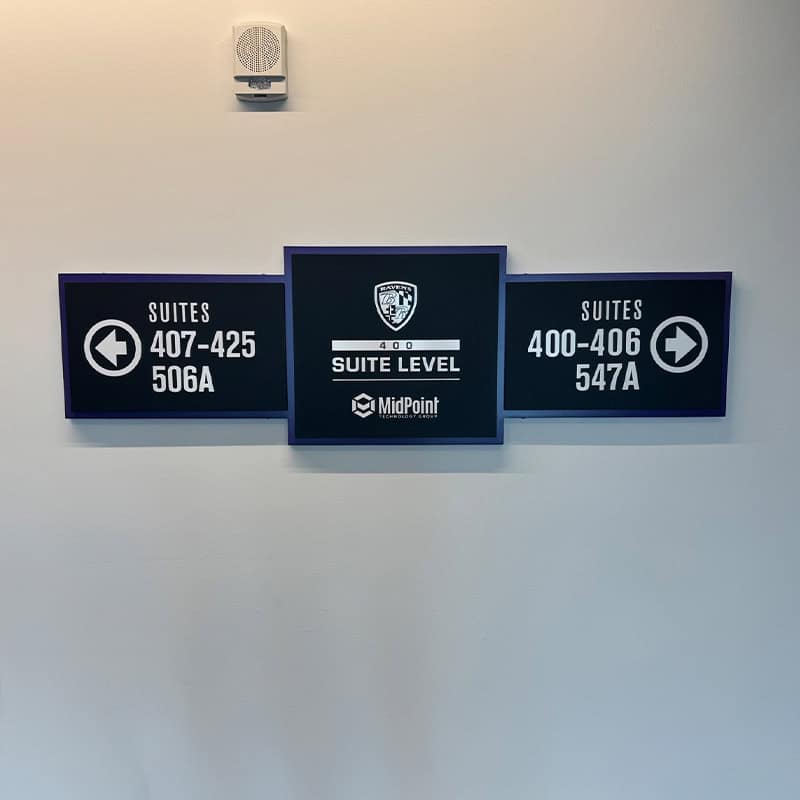 SUITES
407-425
506A
RAVENS
400
SUITE LEVEL
MidPoint
TECHNOLOGY GROUP
SUITES
400-406
547A